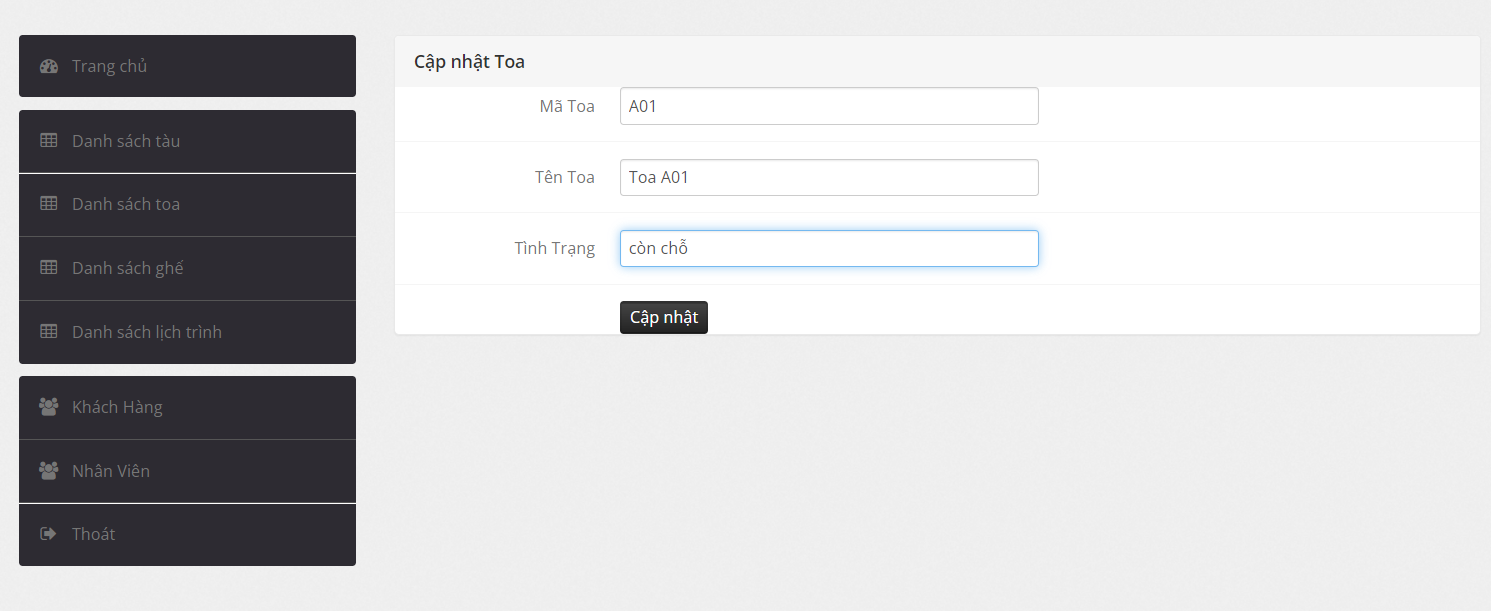 Trang chủ
Danh sách tàu
Danh sách toa
Danh sách ghế
Danh sách lịch trình
Khách Hàng
Nhân Viên
Thoát
Cập nhật Toa
Mã Toa A01
Tên Toa Toa A01
Tình Trạng còn chỗ
Cập nhật